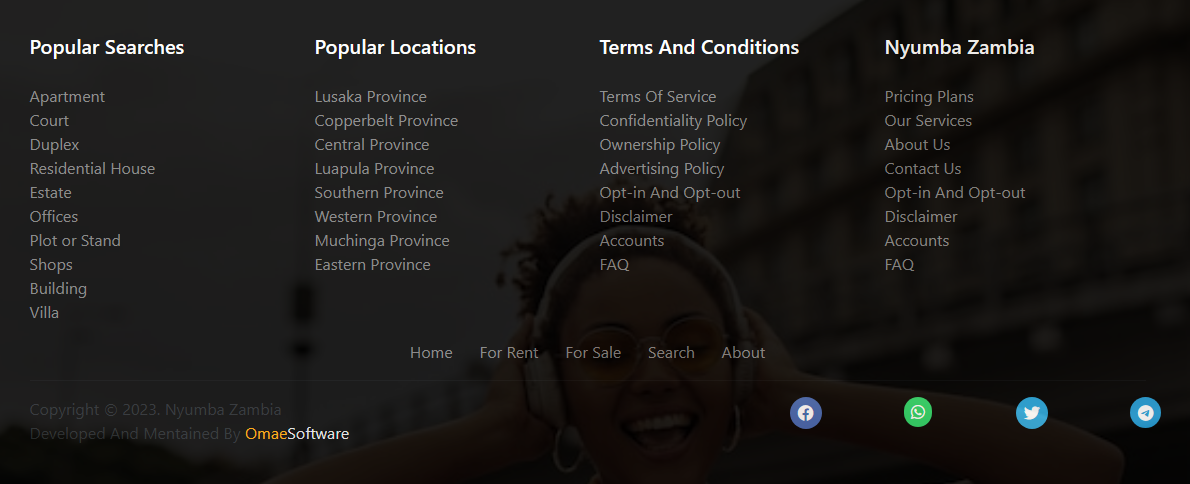 Popular Searches
Apartment
Court
Duplex
Residential House
Estate
Offices
Plot or Stand
Shops
Building
Villa
Popular Locations
Lusaka Province
Copperbelt Province
Central Province
Luapula Province
Southern Province
Western Province
Muchinga Province
Eastern Province
Terms And Conditions
Terms Of Service
Confidentiality Policy
Ownership Policy
Advertising Policy
Opt-in And Opt-out
Disclaimer
Accounts
FAQ
Nyumba Zambia
Pricing Plans
Our Services
About Us
Contact Us
Opt-in And Opt-out
Disclaimer
Accounts
FAQ
Home For Rent For Sale Search About
Copyright © 2023. Nyumba Zambia
Developed And Mentained By OmaeSoftware